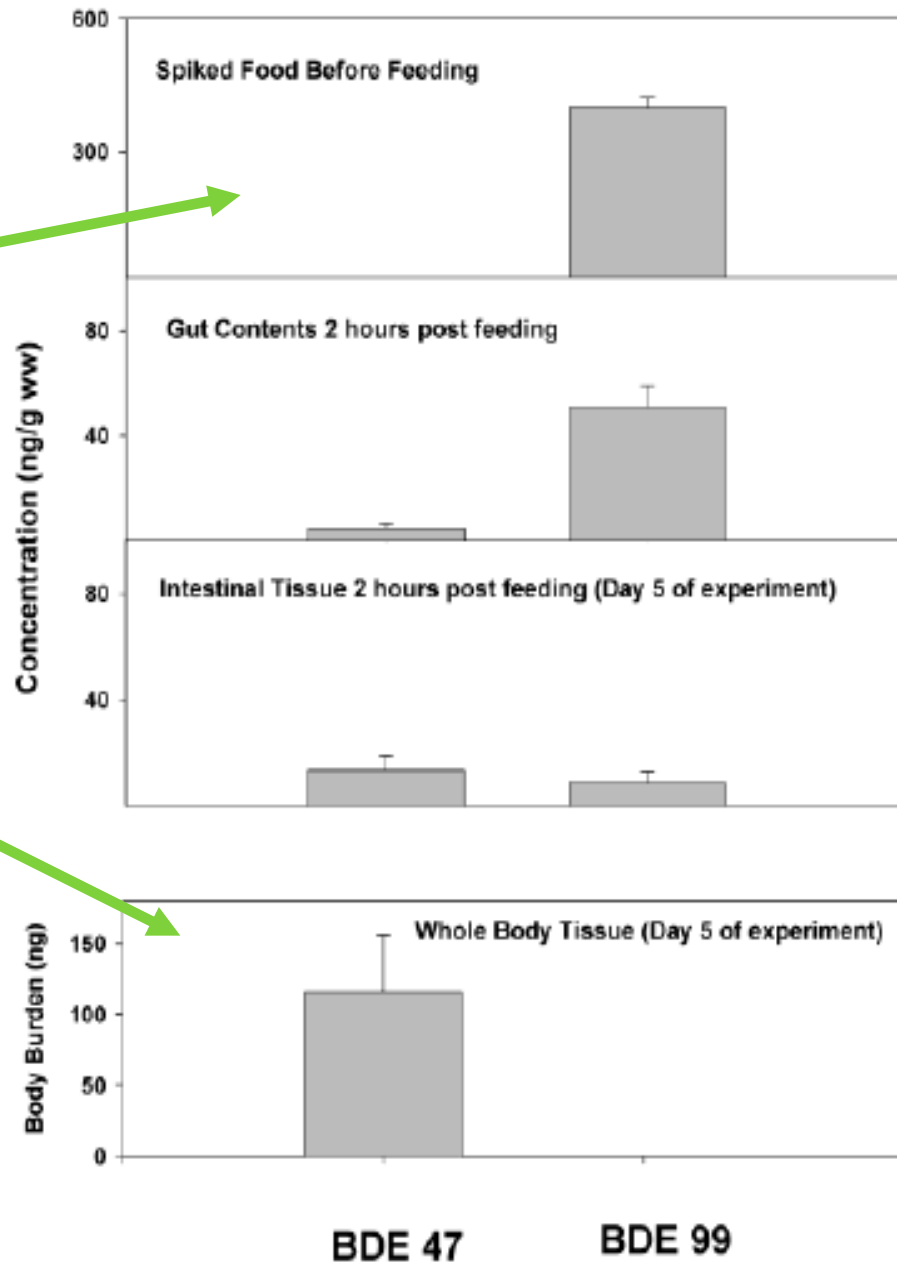 600
Spiked Food Before Feeding
300
Gut Contents 2 hours post feeding
80
40
Intestinal Tissue 2 hours post feeding (Day 5 of experiment)
80
40
Concentration (ng/g ww)
Whole Body Tissue (Day 5 of experiment)
150
100
50
0
Body Burden (ng)
BDE 47 BDE 99